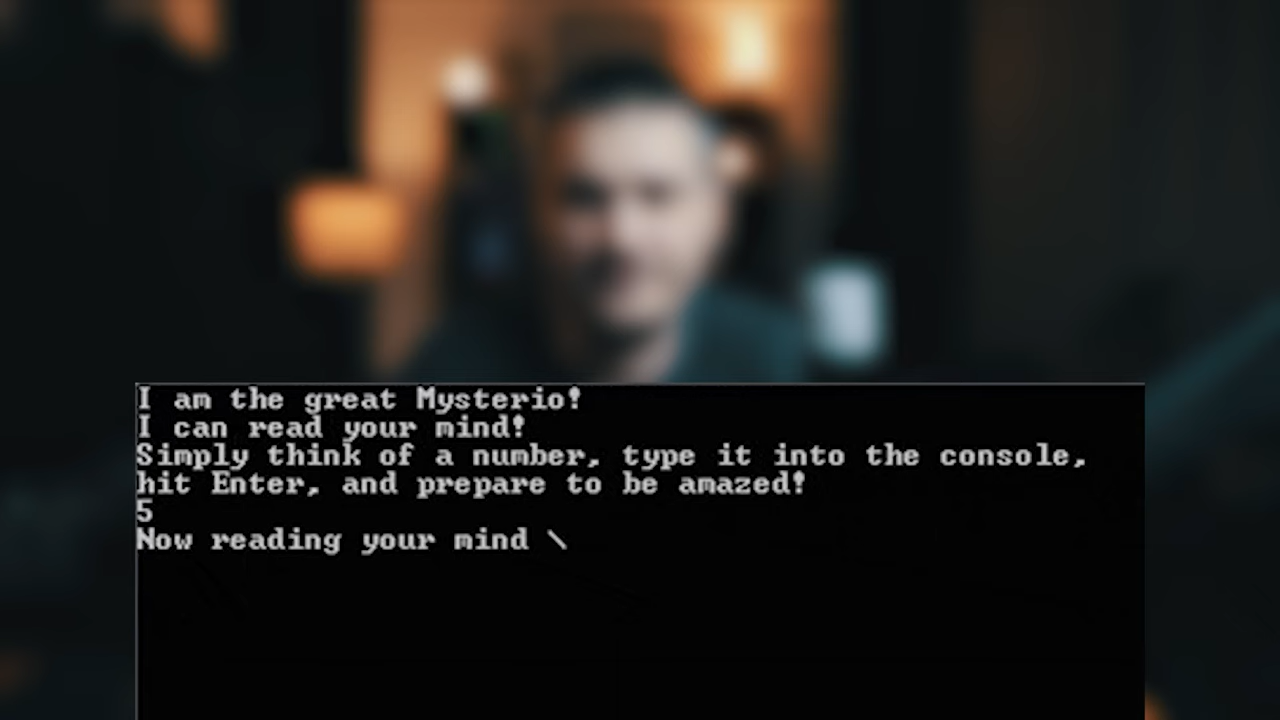 I am the great Mysterio!
I can read your mind!
Simply think of a number, type it into the console,
hit Enter, and prepare to be amazed!
5
Now reading your mind \